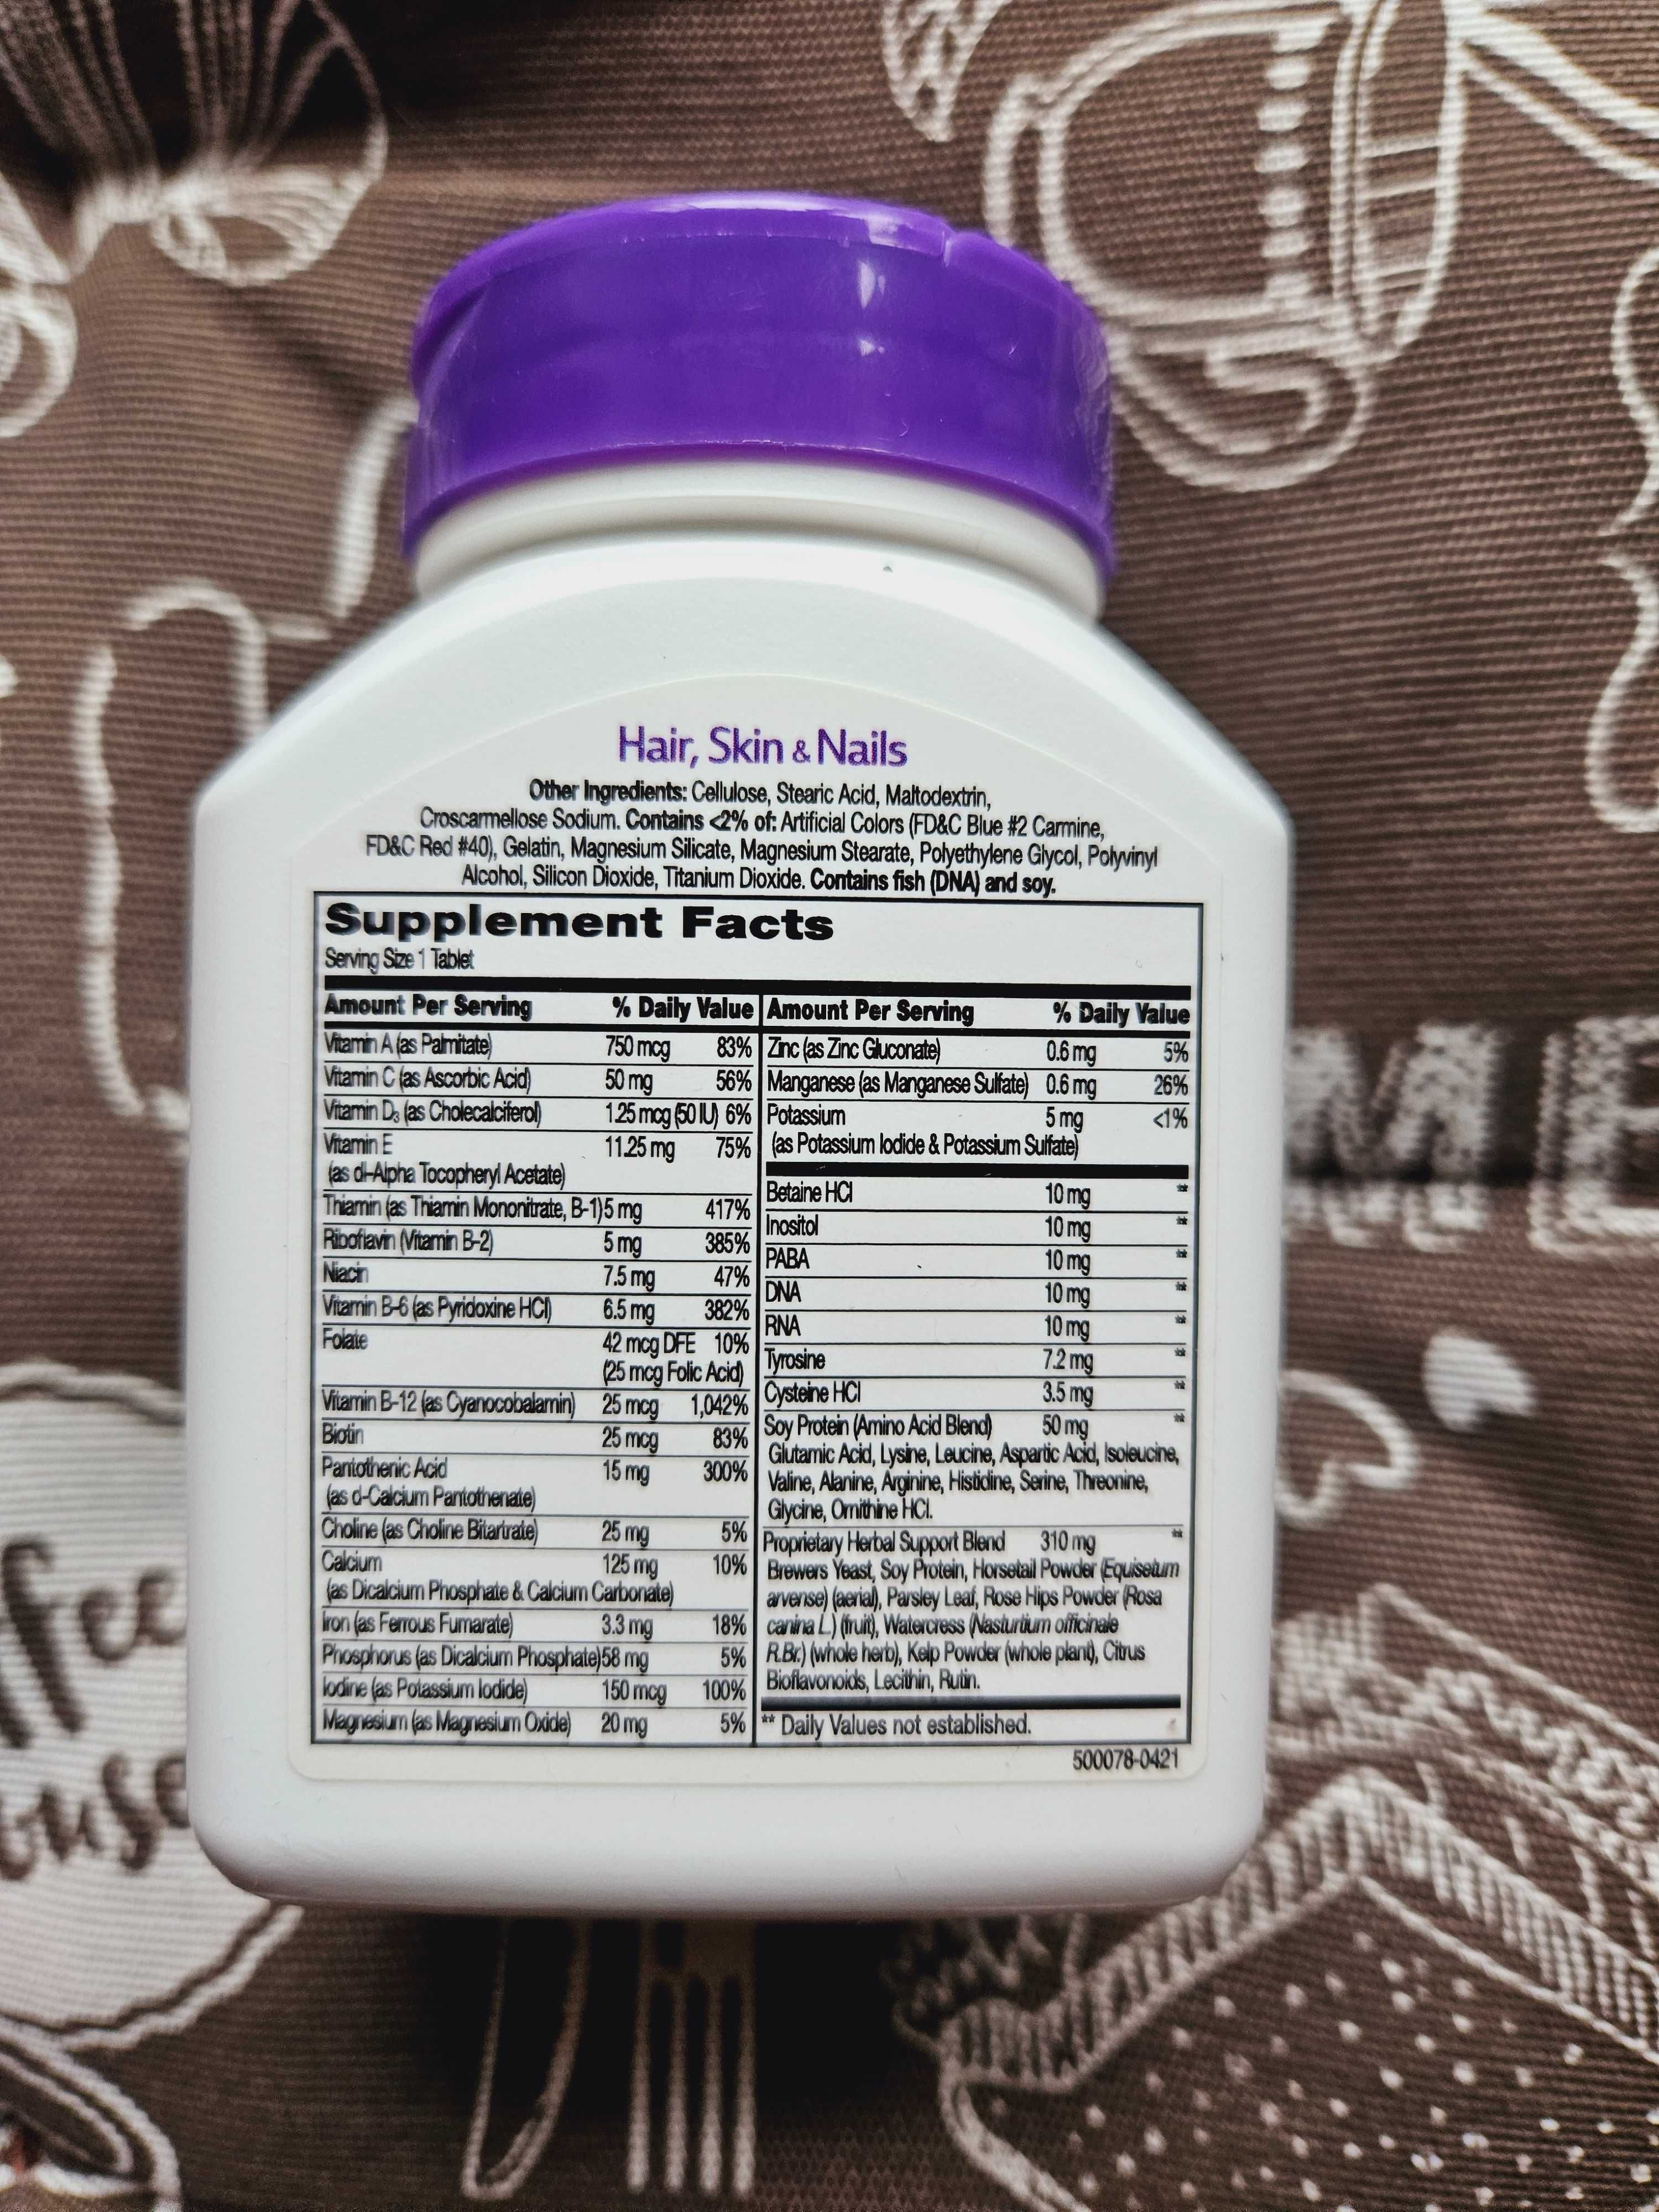 Hair, Skin & Nails
Other Ingredients: Cellulose, Stearic Acid, Maltodextrin,
Croscarmellose Sodium. Contains <2% of: Artificial Colors (FD&C Blue #2 Carmine,
FD&C Red #40), Gelatin, Magnesium Silicate, Magnesium Stearate, Polyethylene Glycol, Polyvinyl
Alcohol, Silicon Dioxide, Titanium Dioxide. Contains fish (DNA) and soy.
Supplement Facts
Serving Size 1 Tablet
Amount Per Serving % Daily Value
Vitamin A (as Palmitate) 750 mcg 83%
Vitamin C (as Ascorbic Acid) 50 mg 56%
Vitamin D3 (as Cholecalciferol) 1.25 mcg (50 IU) 6%
Vitamin E 11.25 mg 75%
(as dl-Alpha Tocopheryl Acetate)
Thiamin (as Thiamin Mononitrate, B-1) 5 mg 417%
Riboflavin (Vitamin B-2) 5 mg 385%
Niacin 7.5 mg 47%
Vitamin B-6 (as Pyridoxine HCl) 6.5 mg 382%
Folate 42 mcg DFE 10%
(25 mcg Folic Acid)
Vitamin B-12 (as Cyanocobalamin) 25 mcg 1,042%
Biotin 25 mcg 83%
Pantothenic Acid 15 mg 300%
(as d-Calcium Pantothenate)
Choline (as Choline Bitartrate) 25 mg 5%
Calcium 125 mg 10%
(as Dicalcium Phosphate & Calcium Carbonate)
Iron (as Ferrous Fumarate) 3.3 mg 18%
Phosphorus (as Dicalcium Phosphate) 58 mg 5%
Iodine (as Potassium Iodide) 150 mcg 100%
Magnesium (as Magnesium Oxide) 20 mg 5%
Amount Per Serving % Daily Value
Zinc (as Zinc Gluconate) 0.6 mg 5%
Manganese (as Manganese Sulfate) 0.6 mg 26%
Potassium 5 mg <1%
(as Potassium Iodide & Potassium Sulfate)
Betaine HCl 10 mg **
Inositol 10 mg **
PABA 10 mg **
DNA 10 mg **
RNA 10 mg **
Tyrosine 7.2 mg **
Cysteine HCl 3.5 mg **
Soy Protein (Amino Acid Blend) 50 mg **
Glutamic Acid, Lysine, Leucine, Aspartic Acid, Isoleucine,
Valine, Alanine, Arginine, Histidine, Serine, Threonine,
Glycine, Ornithine HCl.
Proprietary Herbal Support Blend 310 mg **
Brewers Yeast, Soy Protein, Horsetail Powder (Equisetum
arvense) (aerial), Parsley Leaf, Rose Hips Powder (Rosa
canina L.) (fruit), Watercress (Nasturtium officinale
R.Br.) (whole herb), Kelp Powder (whole plant), Citrus
Bioflavonoids, Lecithin, Rutin.
** Daily Values not established.
500078-0421